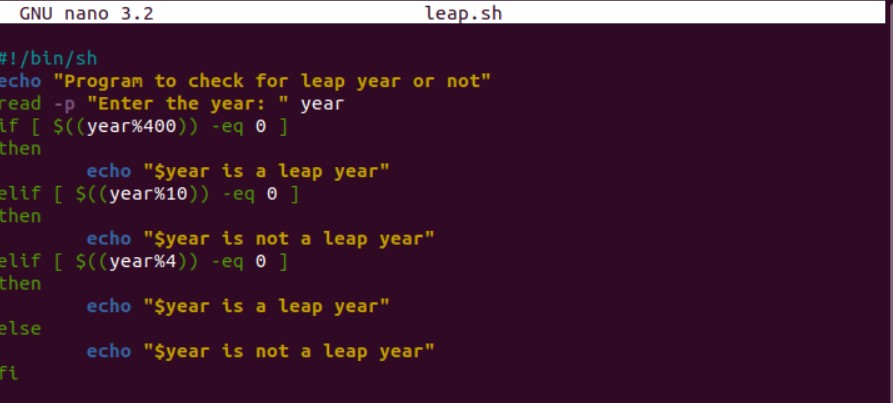 GNU nano 3.2 leap.sh
#!/bin/sh
echo "Program to check for leap year or not"
read -p "Enter the year: " year
if [ $((year%400)) -eq 0 ]
then
echo "$year is a leap year"
elif [ $((year%10)) -eq 0 ]
then
echo "$year is not a leap year"
elif [ $((year%4)) -eq 0 ]
then
echo "$year is a leap year"
else
echo "$year is not a leap year"
fi